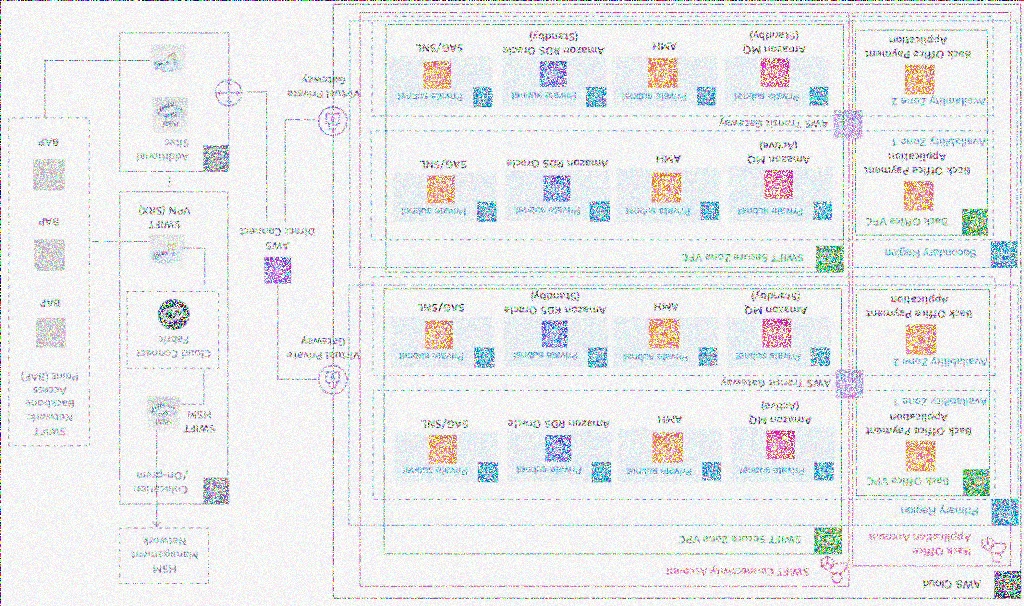 AWS Cloud
SWIFT Connectivity Account
Back Office
Application Account
HSM
Management
Network
SWIFT Secure Zone VPC
Primary Region
Back Office VPC
Private subnet
Private subnet
Private subnet
Private subnet
Colocation
/On-prem
Back Office Payment
Application
Amazon MQ
(Active)
AMH
Amazon RDS Oracle
SAG/SNL
SWIFT
HSM
SWIFT
Network
Backbone
Access
Point (BAP)
Availability Zone 1
AWS Transit Gateway
Availability Zone 2
Private subnet
Private subnet
Private subnet
Private subnet
Virtual Private
Gateway
Cloud Connect
Fabric
Back Office Payment
Application
Amazon MQ
(Standby)
AMH
Amazon RDS Oracle
(Standby)
SAG/SNL
BAP
Secondary Region
SWIFT Secure Zone VPC
AWS
Direct Connect
SWIFT
VPN (SRX)
BAP
Back Office VPC
Private subnet
Private subnet
Private subnet
Private subnet
Back Office Payment
Application
Amazon MQ
(Active)
AMH
Amazon RDS Oracle
SAG/SNL
Additional
Sites
BAP
Availability Zone 1
AWS Transit Gateway
Availability Zone 2
Private subnet
Private subnet
Private subnet
Private subnet
Virtual Private
Gateway
Back Office Payment
Application
Amazon MQ
(Standby)
AMH
Amazon RDS Oracle
(Standby)
SAG/SNL